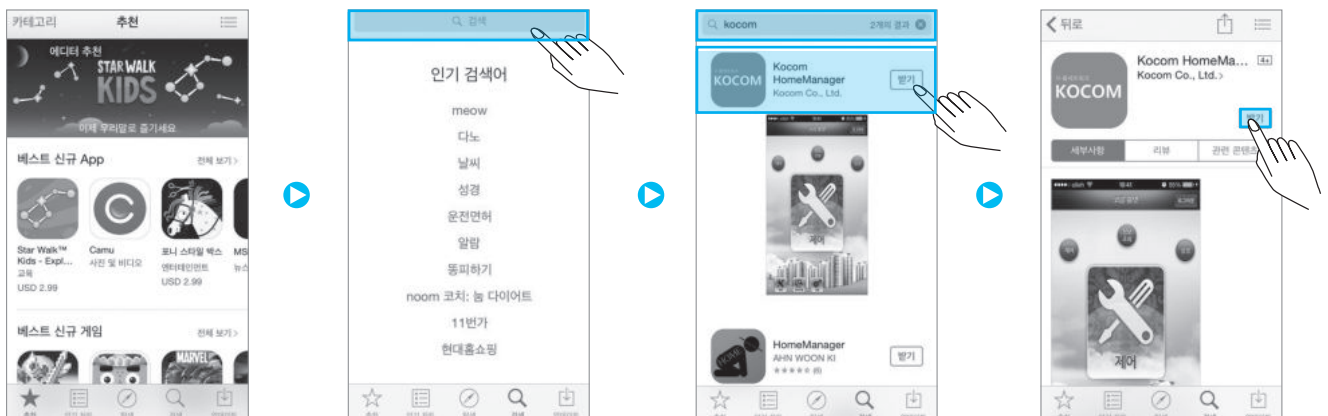 카테고리
추천
에디터 추천
STAR WALK
KIDS
이제 우리말로 즐기세요
베스트 신규 App
전체 보기>
Star Walk™
Kids - Expl...
교육
USD 2.99
Camu
사진 및 비디오
포니 스타일 박스
엔터테인먼트
USD 2.99
MS
뉴스
베스트 신규 게임
전체 보기>
MARVEL
추천
검색
인기 검색어
meow
다노
날씨
성경
운전면허
알람
똥피하기
noom 코치: 눔 다이어트
11번가
현대홈쇼핑
kocom
2개의 결과
KOCOM
Kocom
HomeManager
Kocom Co., Ltd.
받기
제어
HomeManager
AHN WOON KI
★★★★★ (6)
받기
HOME
뒤로
KOCOM
Kocom HomeMa...
4+
Kocom Co., Ltd.>
받기
세부사항
리뷰
관련 콘텐츠
제어